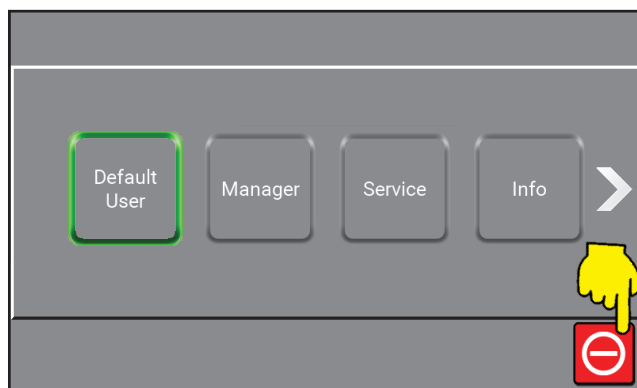 Default
User
Manager
Service
Info